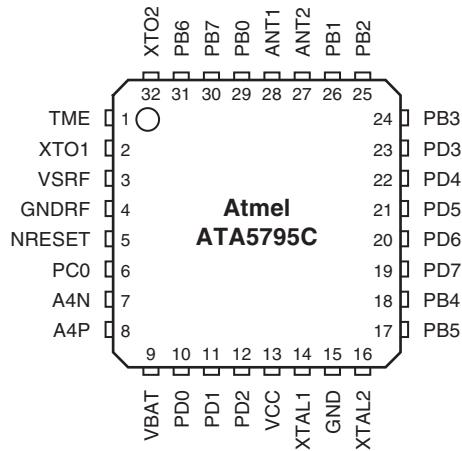 XTO2 PB6 PB7 PB0 ANT1 ANT2 PB1 PB2
32 31 30 29 28 27 26 25
TME 1 24 PB3
XTO1 2 23 PD3
VSRF 3 22 PD4
GNDRF 4 21 PD5
NRESET 5 20 PD6
PC0 6 19 PD7
A4N 7 18 PB4
A4P 8 17 PB5
Atmel
ATA5795C
9 10 11 12 13 14 15 16
VBAT PD0 PD1 PD2 VCC XTAL1 GND XTAL2